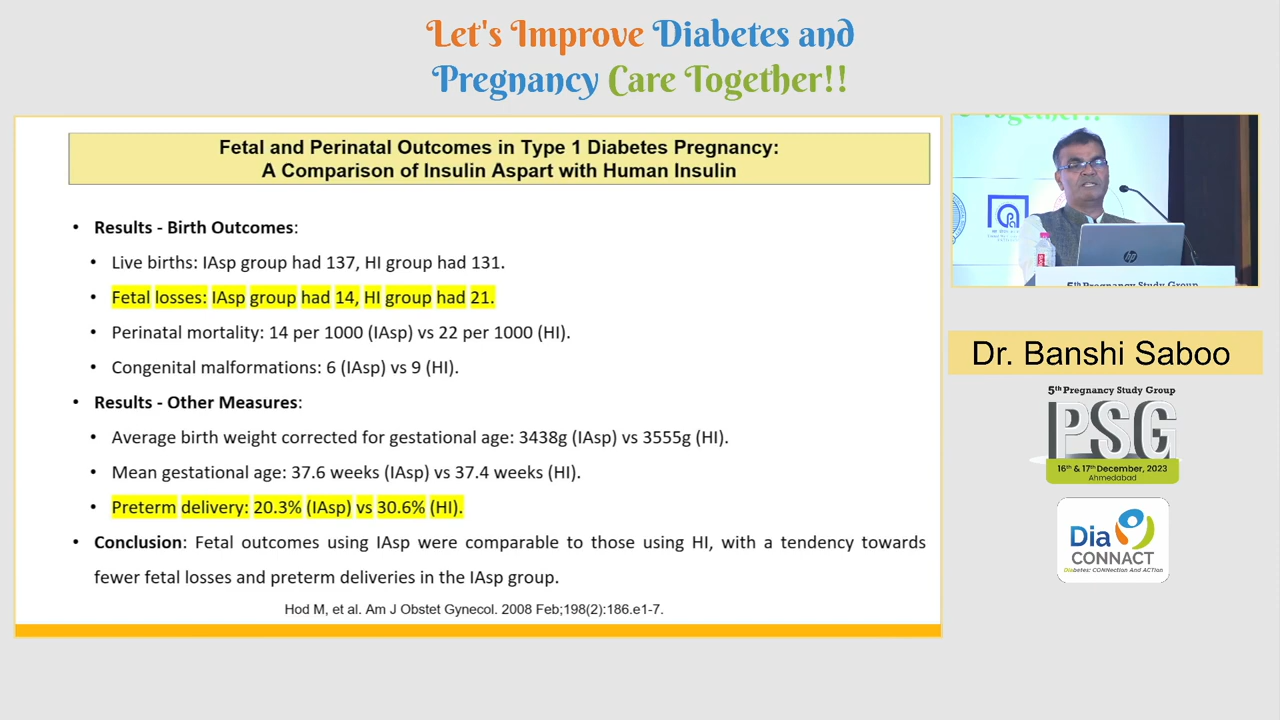 Let's Improve Diabetes and
Pregnancy Care Together!!
Fetal and Perinatal Outcomes in Type 1 Diabetes Pregnancy:
A Comparison of Insulin Aspart with Human Insulin
• Results - Birth Outcomes:
• Live births: IAsp group had 137, HI group had 131.
• Fetal losses: IAsp group had 14, HI group had 21.
• Perinatal mortality: 14 per 1000 (IAsp) vs 22 per 1000 (HI).
• Congenital malformations: 6 (IAsp) vs 9 (HI).
• Results - Other Measures:
• Average birth weight corrected for gestational age: 3438g (IAsp) vs 3555g (HI).
• Mean gestational age: 37.6 weeks (IAsp) vs 37.4 weeks (HI).
• Preterm delivery: 20.3% (IAsp) vs 30.6% (HI).
• Conclusion: Fetal outcomes using IAsp were comparable to those using HI, with a tendency towards
fewer fetal losses and preterm deliveries in the IAsp group.
Hod M, et al. Am J Obstet Gynecol. 2008 Feb;198(2):186.e1-7.
Together!!
hp
5th Pregnancy Study Group
Dr. Banshi Saboo
5th Pregnancy Study Group
PSG
16th & 17th December, 2023
Ahmedabad
Dia
CONNACT
Diabetes: CONNection And ACTion